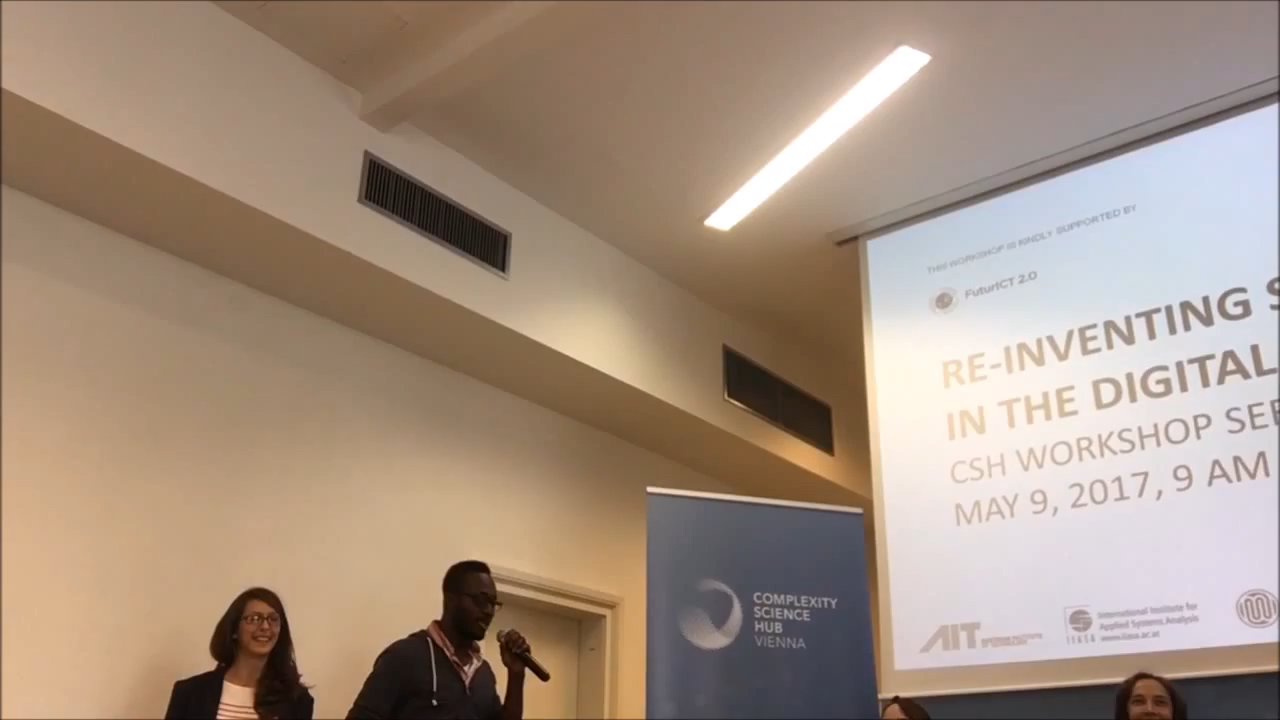 THIS WORKSHOP IS KINDLY SUPPORTED BY
FuturICT 2.0
RE-INVENTING S
IN THE DIGITAL
CSH WORKSHOP SEE
MAY 9, 2017, 9 AM
COMPLEXITY
SCIENCE
HUB
VIENNA
AIT
IIASA
International Institute for
Applied Systems Analysis
www.iiasa.ac.at